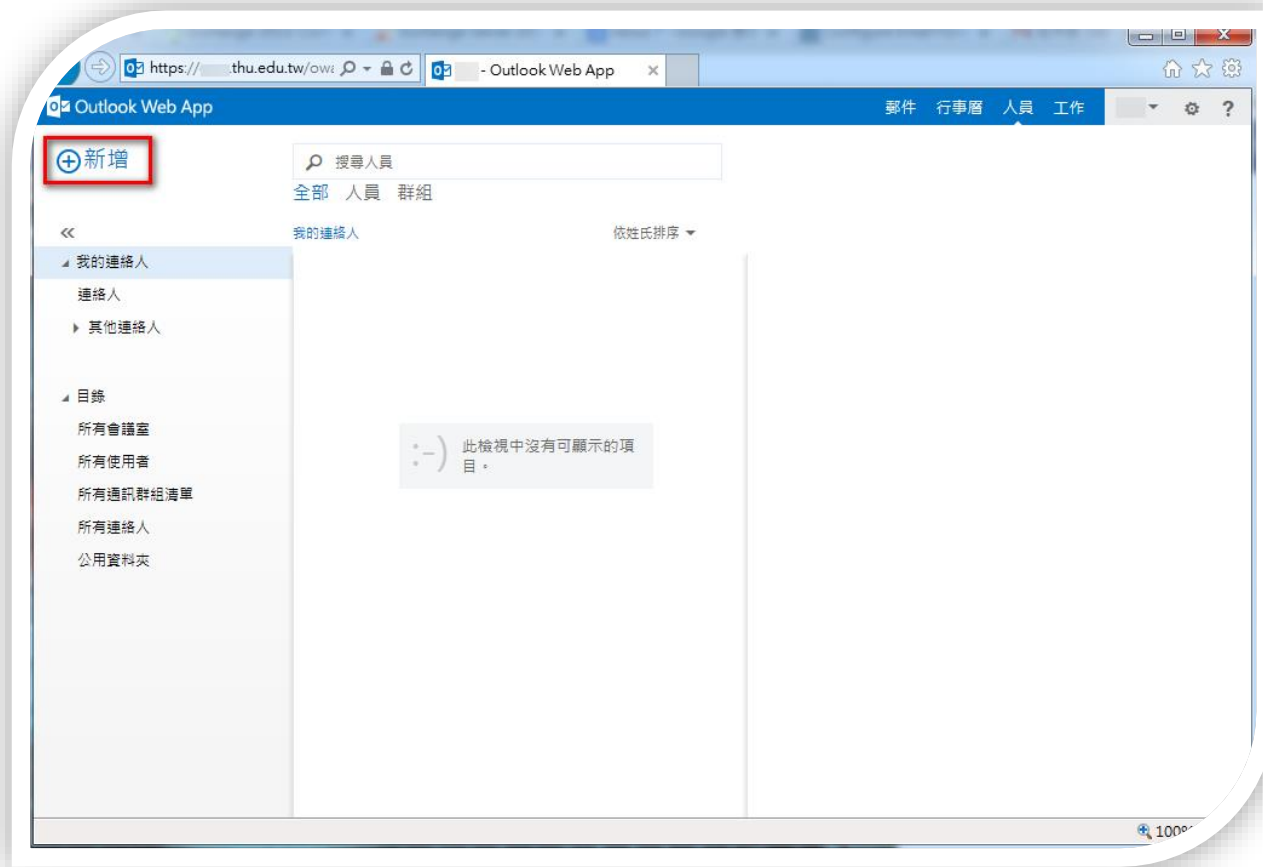 https:// .thu.edu.tw/owa
- Outlook Web App
Outlook Web App
郵件 行事曆 人員 工作
新增
搜尋人員
全部 人員 群組
我的連絡人 依姓氏排序
我的連絡人
連絡人
其他連絡人
目錄
所有會議室
所有使用者
所有通訊群組清單
所有連絡人
公用資料夾
:-)
此檢視中沒有可顯示的項
目。
100%